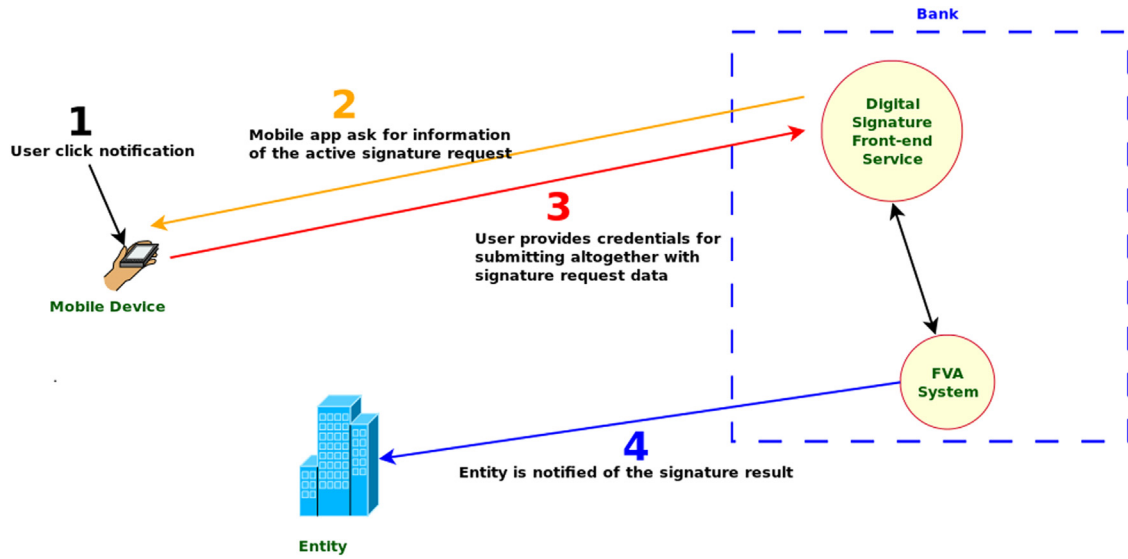 Bank
1
User click notification
2
Mobile app ask for information
of the active signature request
Digital
Signature
Front-end
Service
3
User provides credentials for
submitting altogether with
signature request data
Mobile Device
FVA
System
4
Entity is notified of the signature result
Entity